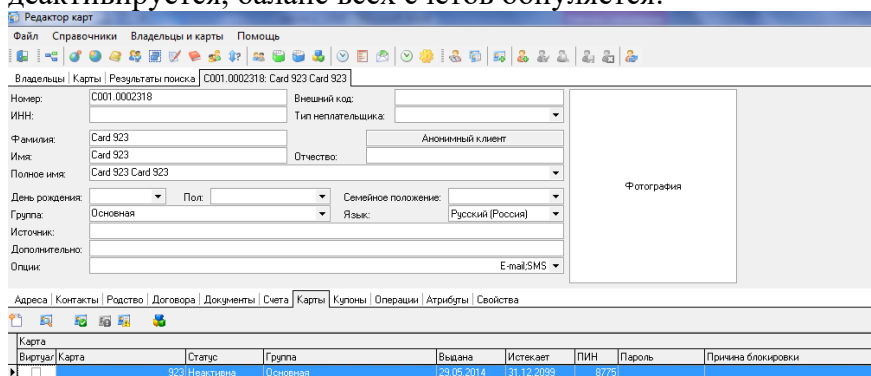 деактивируется, баланс всех счетов обнуляется.
Редактор карт
Файл Справочники Владельцы и карты Помощь
Владельцы Карты Результаты поиска C001.0002318: Card 923 Card 923
Номер: C001.0002318 Внешний код:
ИНН: Тип неплательщика:
Фамилия: Card 923 Анонимный клиент
Имя: Card 923 Отчество:
Полное имя: Card 923 Card 923
Фотография
День рождения: Пол: Семейное положение:
Группа: Основная Язык: Русский (Россия)
Источник:
Дополнительно:
Опции: E-mail;SMS
Адреса Контакты Родство Договора Документы Счета Карты Купоны Операции Атрибуты Свойства
Карта
Виртуал Карта Статус Группа Выдана Истекает ПИН Пароль Причина блокировки
923 Неактивна Основная 29.05.2014 31.12.2099 8775